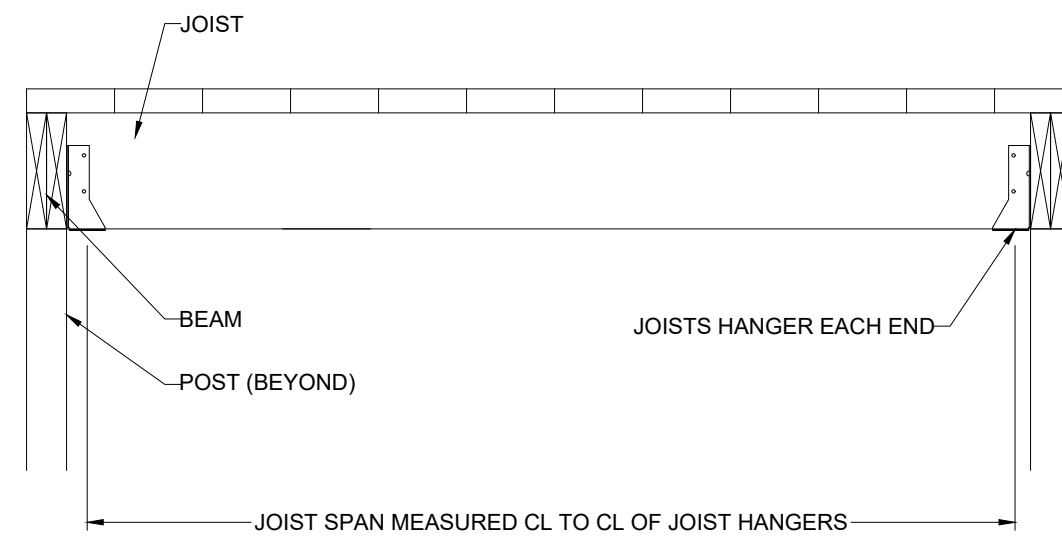 JOIST
BEAM
JOISTS HANGER EACH END
POST (BEYOND)
JOIST SPAN MEASURED CL TO CL OF JOIST HANGERS